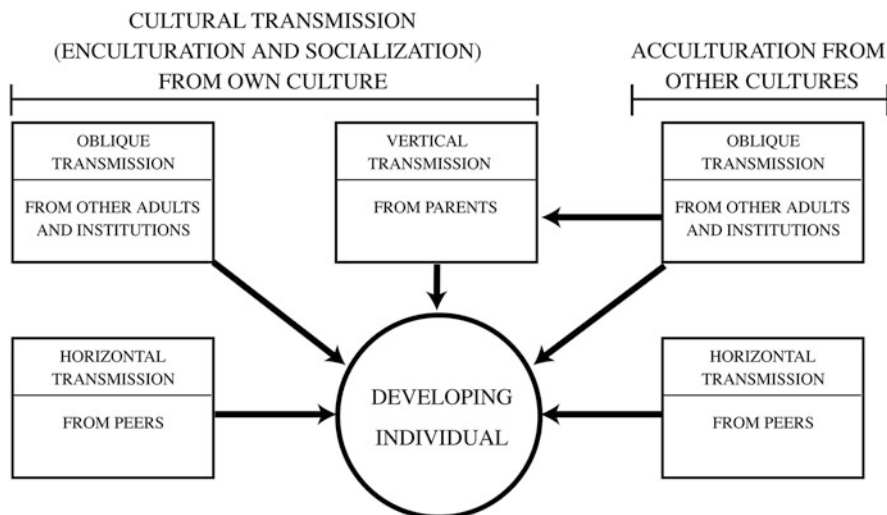 CULTURAL TRANSMISSION
(ENCULTURATION AND SOCIALIZATION)
FROM OWN CULTURE
ACCULTURATION FROM
OTHER CULTURES
OBLIQUE
TRANSMISSION
FROM OTHER ADULTS
AND INSTITUTIONS
VERTICAL
TRANSMISSION
FROM PARENTS
OBLIQUE
TRANSMISSION
FROM OTHER ADULTS
AND INSTITUTIONS
HORIZONTAL
TRANSMISSION
FROM PEERS
DEVELOPING
INDIVIDUAL
HORIZONTAL
TRANSMISSION
FROM PEERS